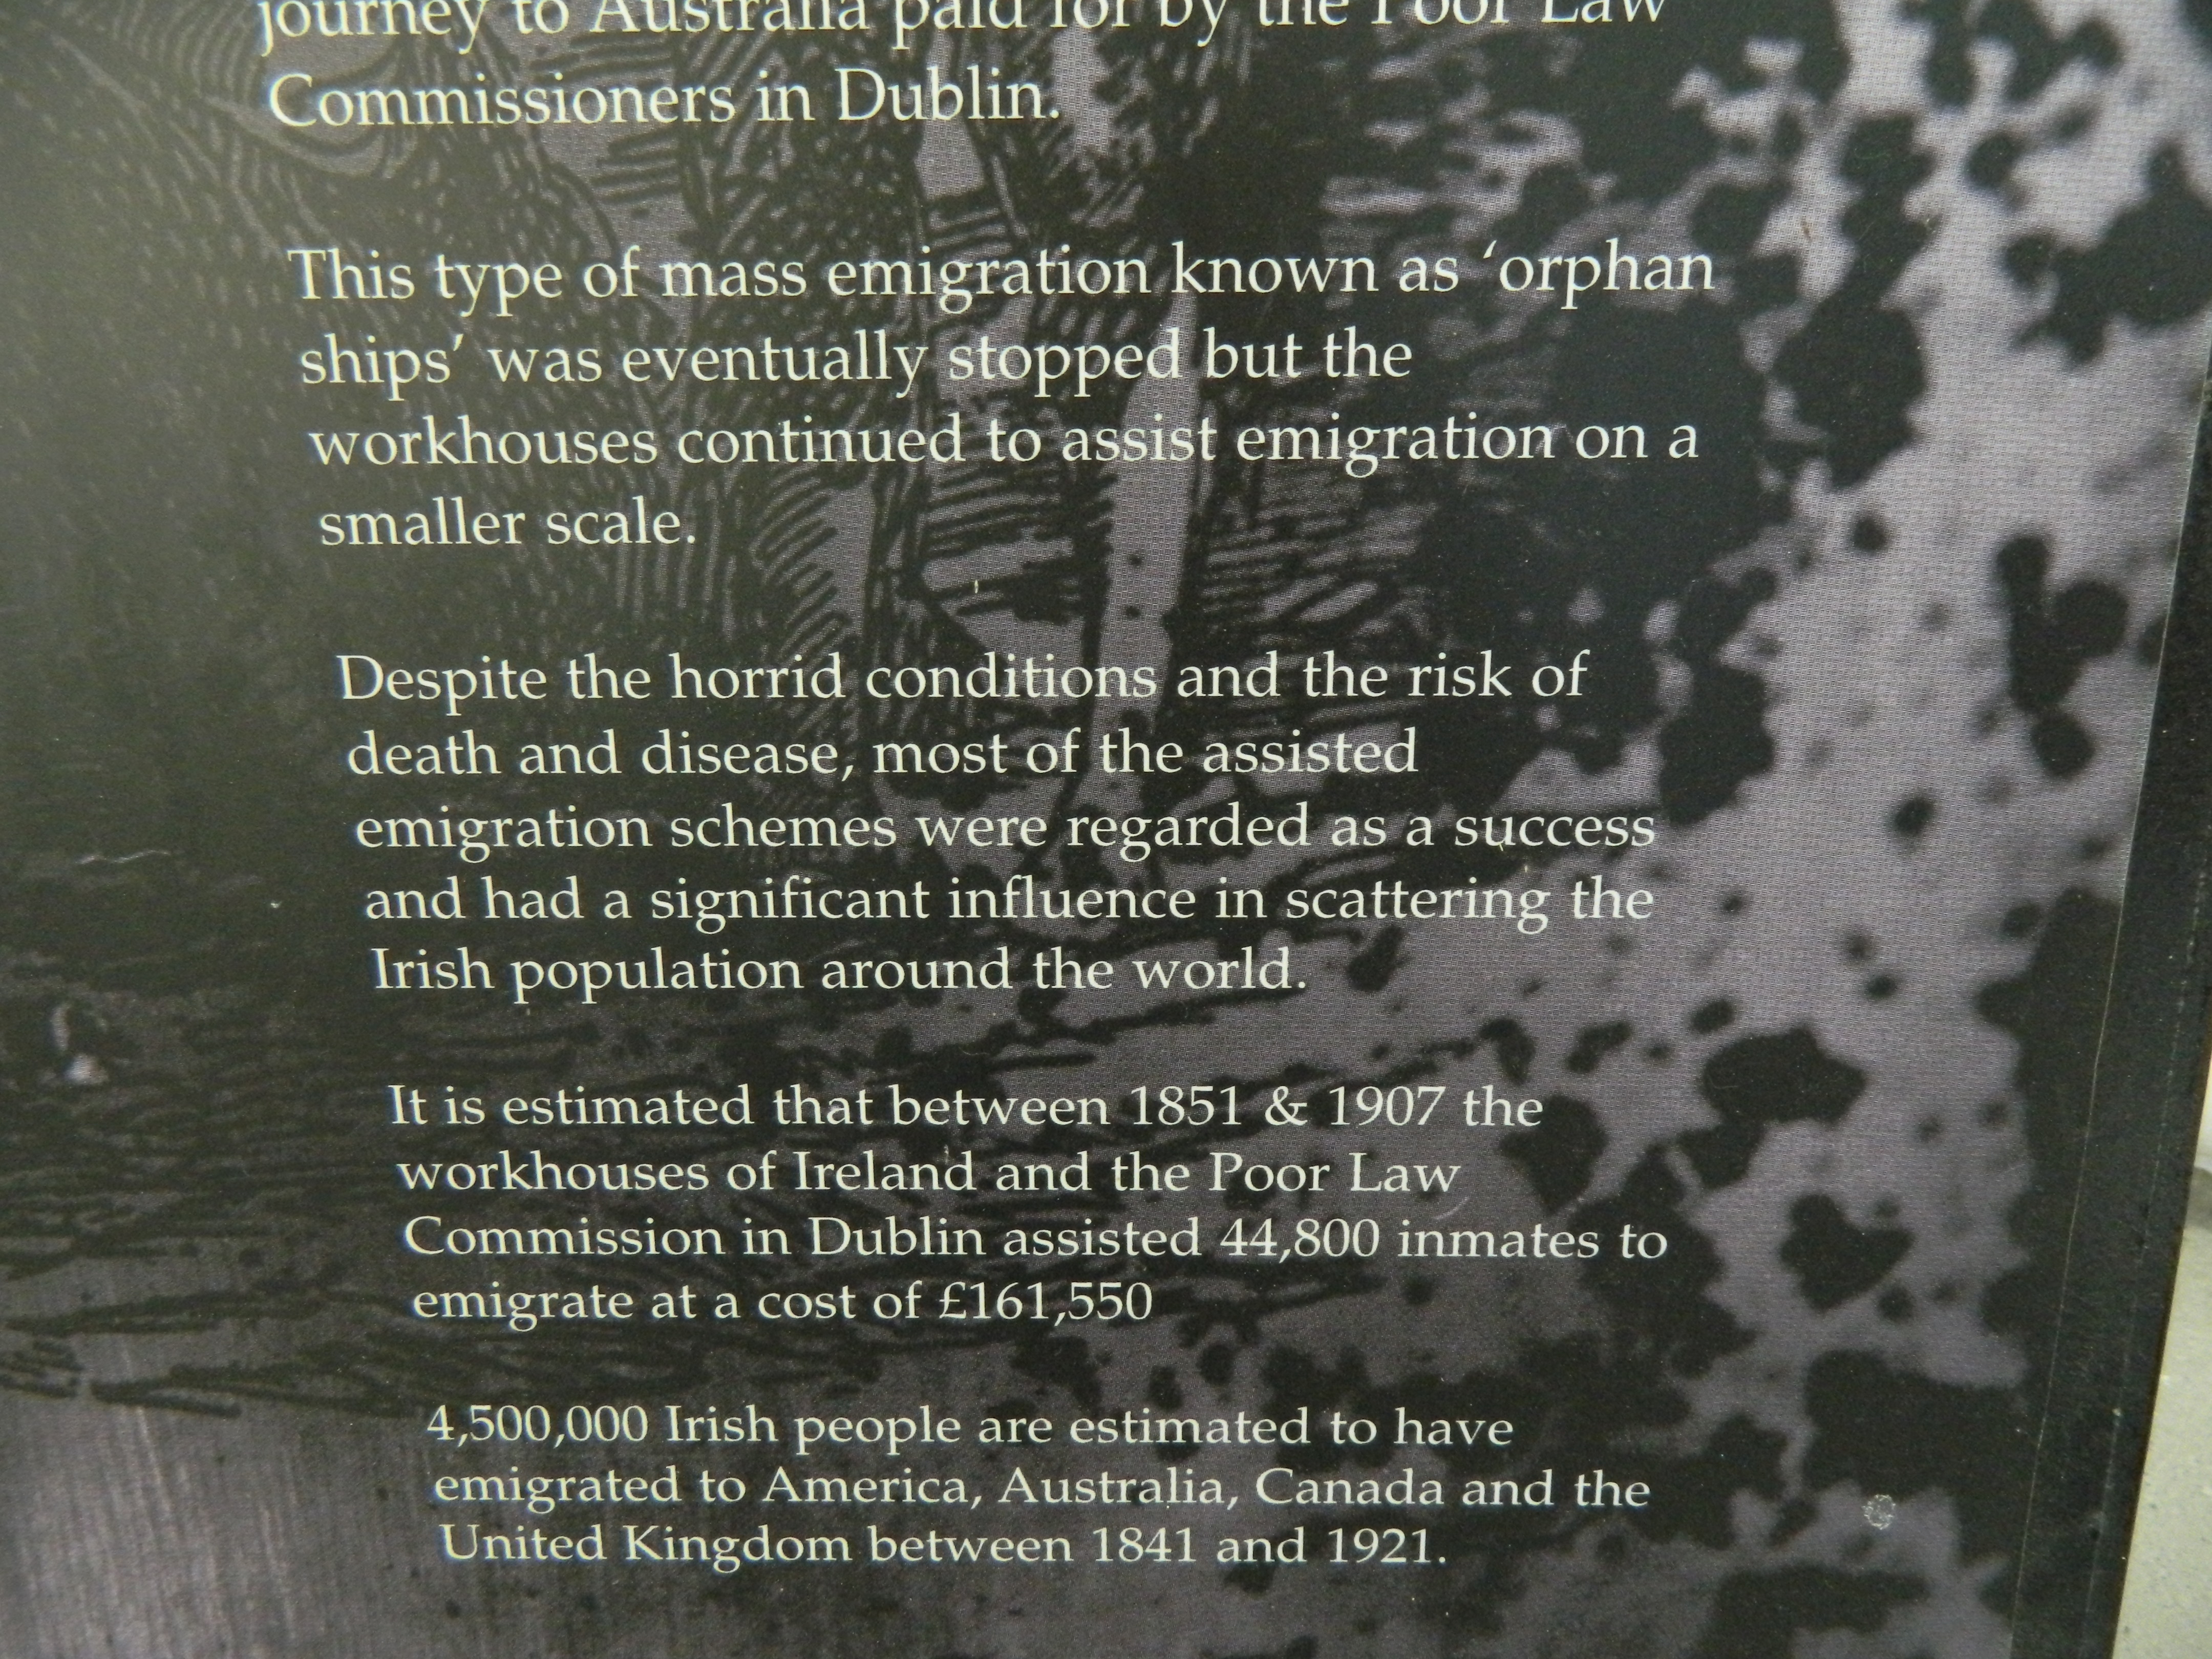 journey to Australia paid for by the Poor Law
Commissioners in Dublin.
This type of mass emigration known as ‘orphan
ships’ was eventually stopped but the
workhouses continued to assist emigration on a
smaller scale.
Despite the horrid conditions and the risk of
death and disease, most of the assisted
emigration schemes were regarded as a success
and had a significant influence in scattering the
Irish population around the world.
It is estimated that between 1851 & 1907 the
workhouses of Ireland and the Poor Law
Commission in Dublin assisted 44,800 inmates to
emigrate at a cost of £161,550
4,500,000 Irish people are estimated to have
emigrated to America, Australia, Canada and the
United Kingdom between 1841 and 1921.